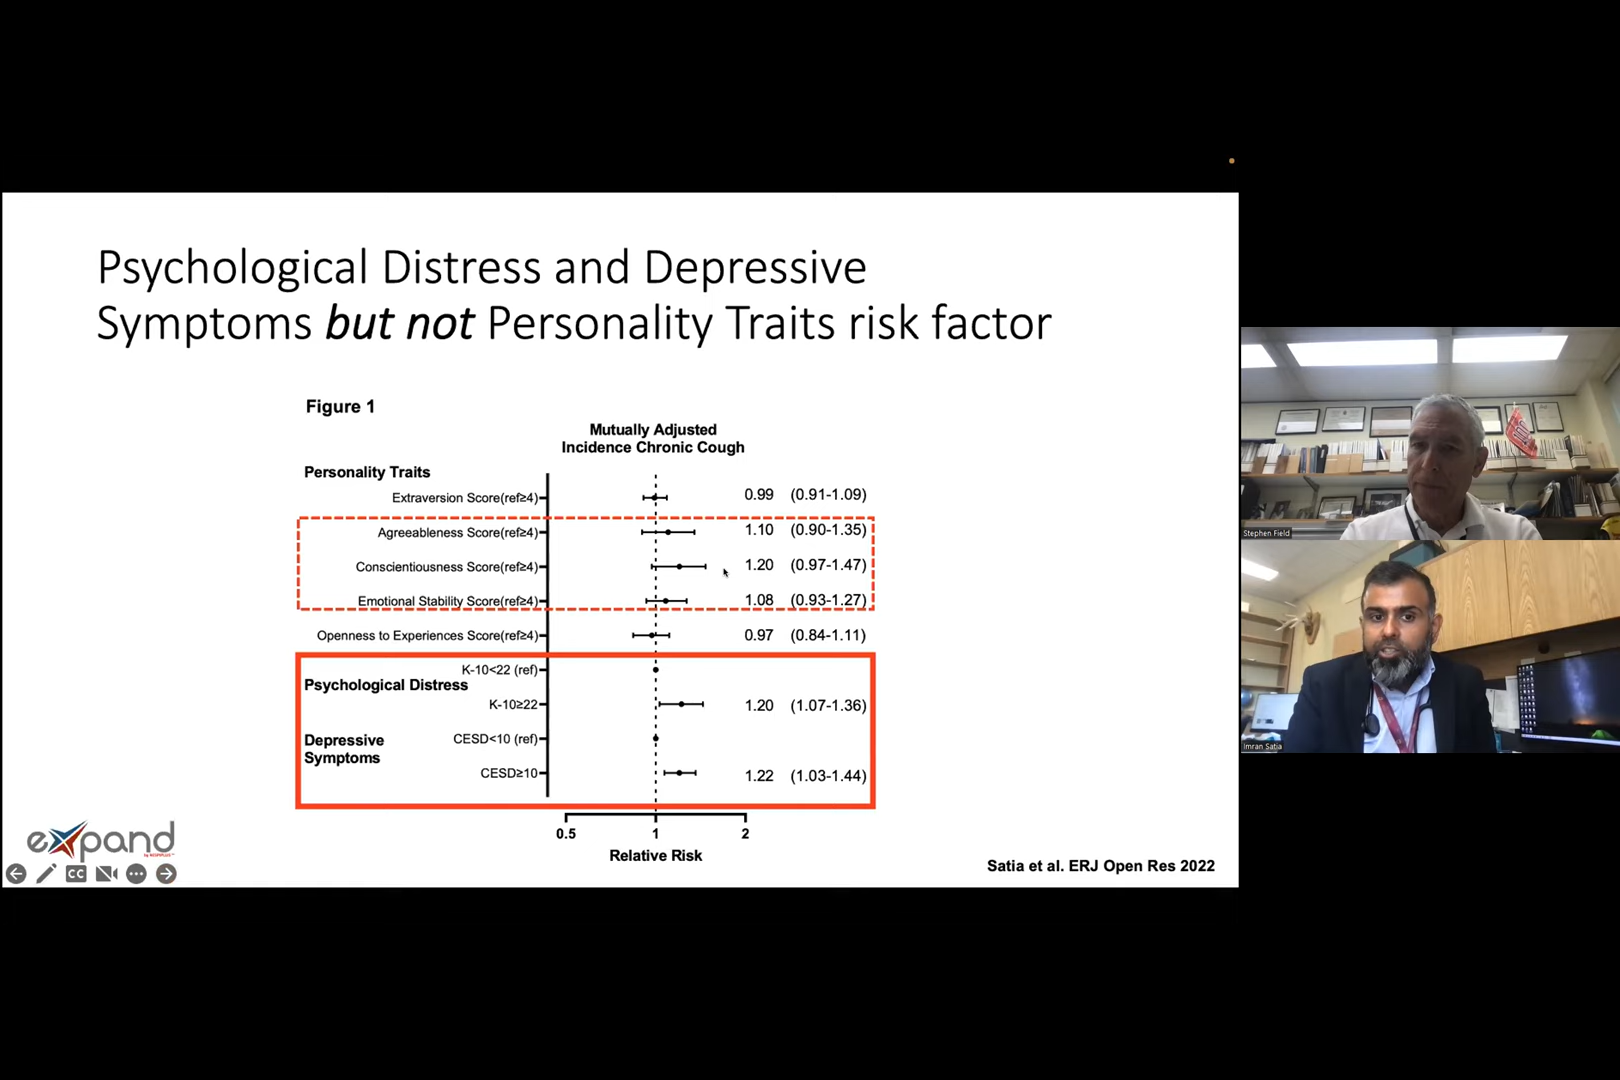 Psychological Distress and Depressive
Symptoms but not Personality Traits risk factor
Figure 1
Mutually Adjusted
Incidence Chronic Cough
Personality Traits
Extraversion Score(ref≥4) 0.99 (0.91-1.09)
Agreeableness Score(ref≥4) 1.10 (0.90-1.35)
Conscientiousness Score(ref≥4) 1.20 (0.97-1.47)
Emotional Stability Score(ref≥4) 1.08 (0.93-1.27)
Openness to Experiences Score(ref≥4) 0.97 (0.84-1.11)
K-10<22 (ref)
Psychological Distress
K-10≥22 1.20 (1.07-1.36)
Depressive
Symptoms
CESD<10 (ref)
CESD≥10 1.22 (1.03-1.44)
0.5 1 2
Relative Risk
expand
CC
Satia et al. ERJ Open Res 2022
Stephen Field
Imran Satia